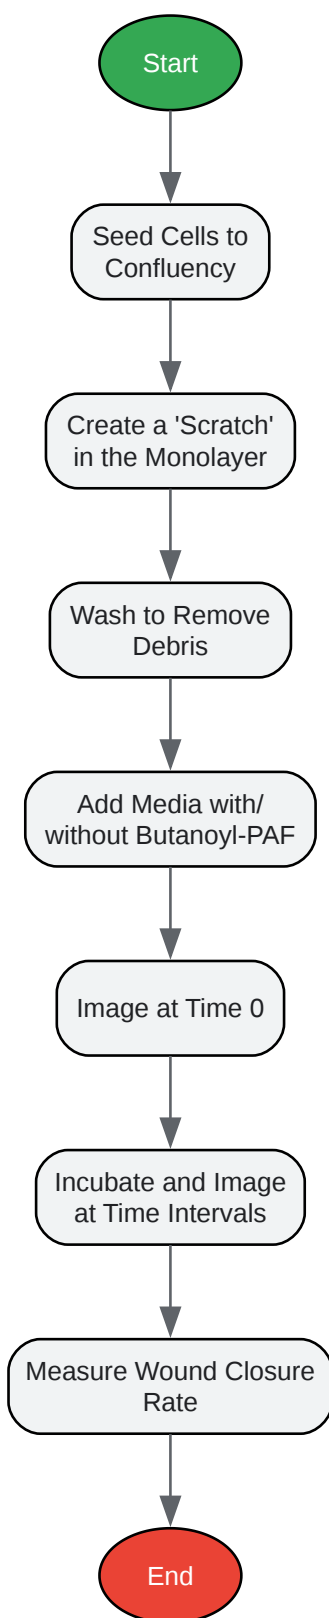 Start
Seed Cells to
Confluency
Create a 'Scratch'
in the Monolayer
Wash to Remove
Debris
Add Media with/
without Butanoyl-PAF
Image at Time 0
Incubate and Image
at Time Intervals
Measure Wound Closure
Rate
End